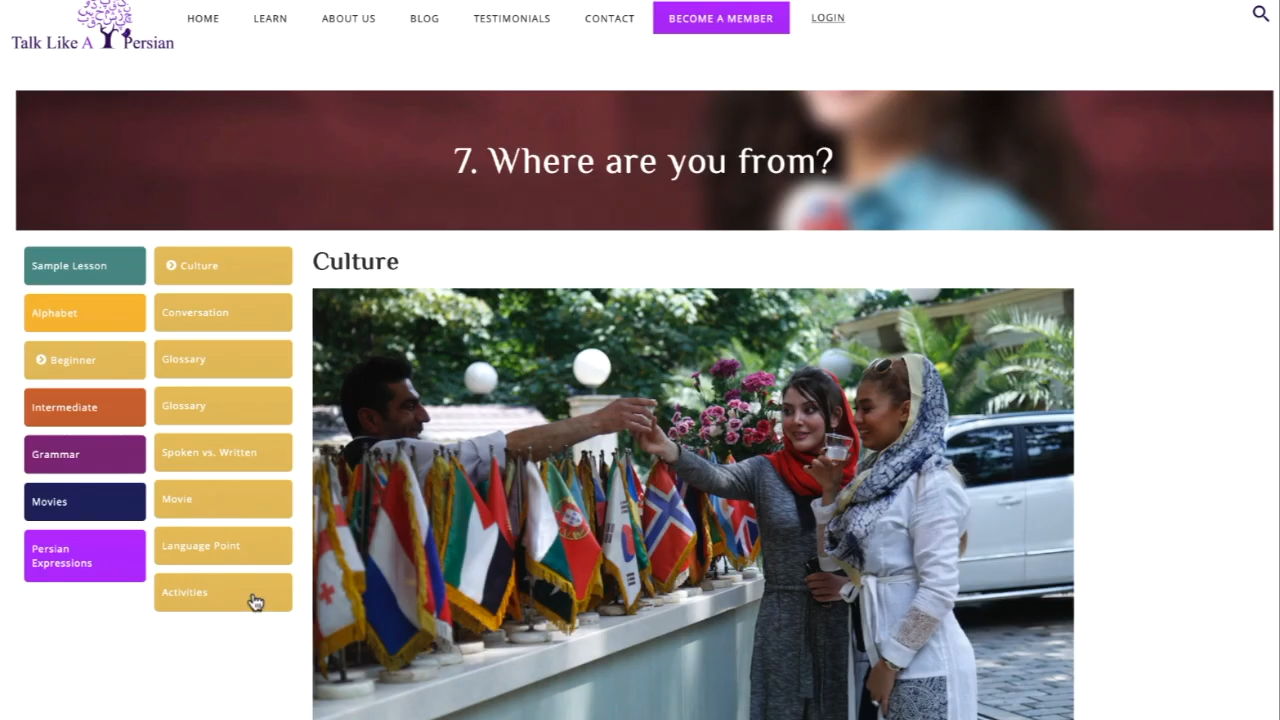 Talk Like A Persian
HOME
LEARN
ABOUT US
BLOG
TESTIMONIALS
CONTACT
BECOME A MEMBER
LOGIN
7. Where are you from?
Sample Lesson
Alphabet
Beginner
Intermediate
Grammar
Movies
Persian
Expressions
Culture
Conversation
Glossary
Glossary
Spoken vs. Written
Movie
Language Point
Activities
Culture